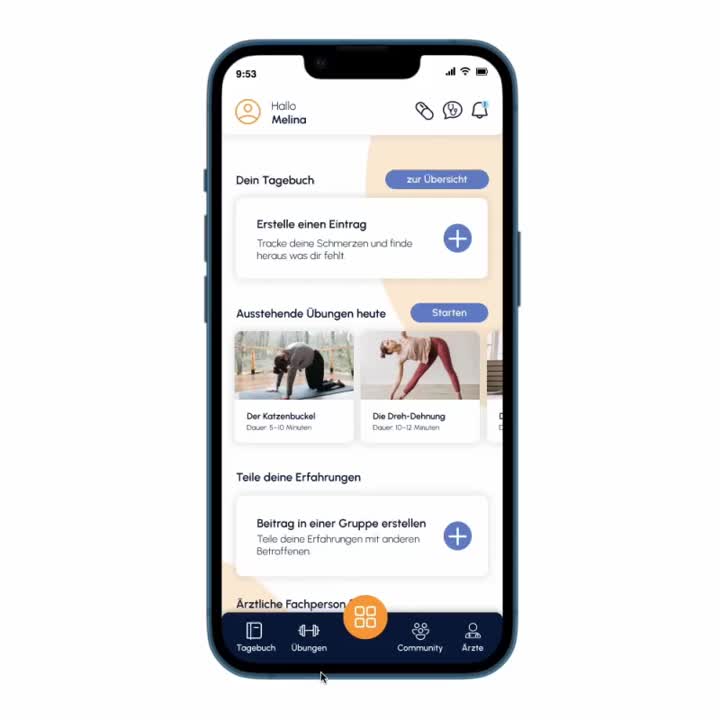 9:53
Hallo
Melina
Dein Tagebuch
zur Übersicht
Erstelle einen Eintrag
Tracke deine Schmerzen und finde
heraus was dir fehlt.
Ausstehende Übungen heute
Starten
Der Katzenbuckel
Dauer: 5-10 Minuten
Die Dreh-Dehnung
Dauer: 10-12 Minuten
Teile deine Erfahrungen
Beitrag in einer Gruppe erstellen
Teile deine Erfahrungen mit anderen
Betroffenen.
Ärztliche Fachperson
Tagebuch
Übungen
Community
Ärzte